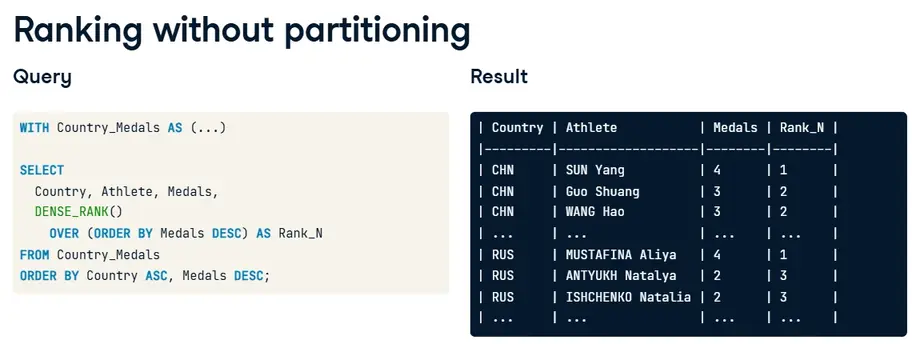 Ranking without partitioning
Query
WITH Country_Medals AS (...)
SELECT
Country, Athlete, Medals,
DENSE_RANK()
OVER (ORDER BY Medals DESC) AS Rank_N
FROM Country_Medals
ORDER BY Country ASC, Medals DESC;
Result
| Country | Athlete | Medals | Rank_N |
|---------|-------------------|--------|--------|
| CHN | SUN Yang | 4 | 1 |
| CHN | Guo Shuang | 3 | 2 |
| CHN | WANG Hao | 3 | 2 |
| ... | ... | ... | ... |
| RUS | MUSTAFINA Aliya | 4 | 1 |
| RUS | ANTYUKH Natalya | 2 | 3 |
| RUS | ISHCHENKO Natalia | 2 | 3 |
| ... | ... | ... | ... |